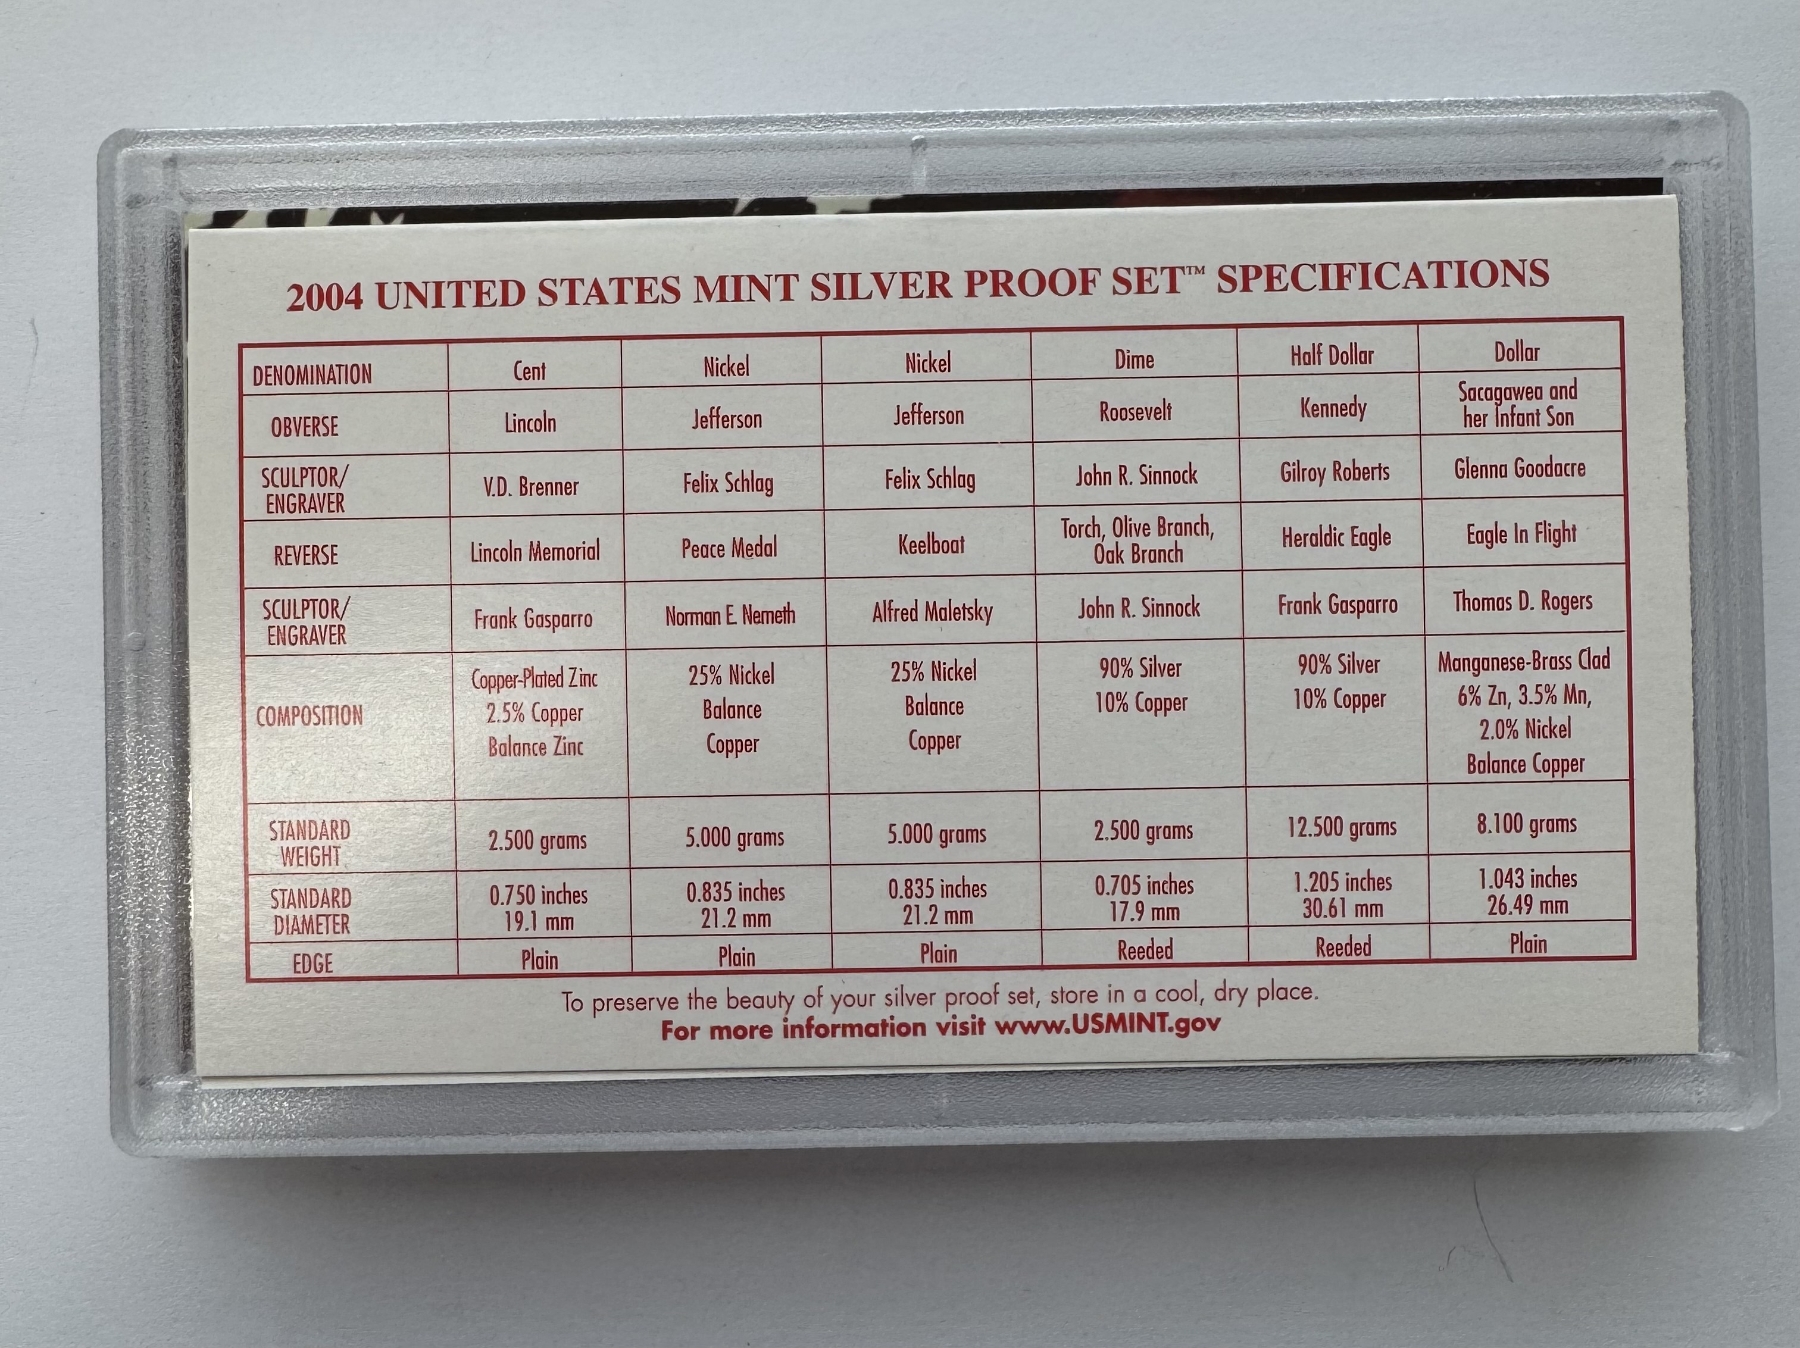 2004 UNITED STATES MINT SILVER PROOF SET™ SPECIFICATIONS
DENOMINATION Cent Nickel Nickel Dime Half Dollar Dollar
OBVERSE Lincoln Jefferson Jefferson Roosevelt Kennedy Sacagawea and
her Infant Son
SCULPTOR/
ENGRAVER V.D. Brenner Felix Schlag Felix Schlag John R. Sinnock Gilroy Roberts Glenna Goodacre
REVERSE Lincoln Memorial Peace Medal Keelboat Torch, Olive Branch,
Oak Branch Heraldic Eagle Eagle In Flight
SCULPTOR/
ENGRAVER Frank Gasparro Norman E. Nemeth Alfred Maletsky John R. Sinnock Frank Gasparro Thomas D. Rogers
COMPOSITION Copper-Plated Zinc 25% Nickel 25% Nickel 90% Silver 90% Silver Manganese-Brass Clad
2.5% Copper Balance Balance 10% Copper 10% Copper 6% Zn, 3.5% Mn,
Balance Zinc Copper Copper 2.0% Nickel
Balance Copper
STANDARD
WEIGHT 2.500 grams 5.000 grams 5.000 grams 2.500 grams 12.500 grams 8.100 grams
STANDARD 0.750 inches 0.835 inches 0.835 inches 0.705 inches 1.205 inches 1.043 inches
DIAMETER 19.1 mm 21.2 mm 21.2 mm 17.9 mm 30.61 mm 26.49 mm
EDGE Plain Plain Plain Reeded Reeded Plain
To preserve the beauty of your silver proof set, store in a cool, dry place.
For more information visit www.USMINT.gov